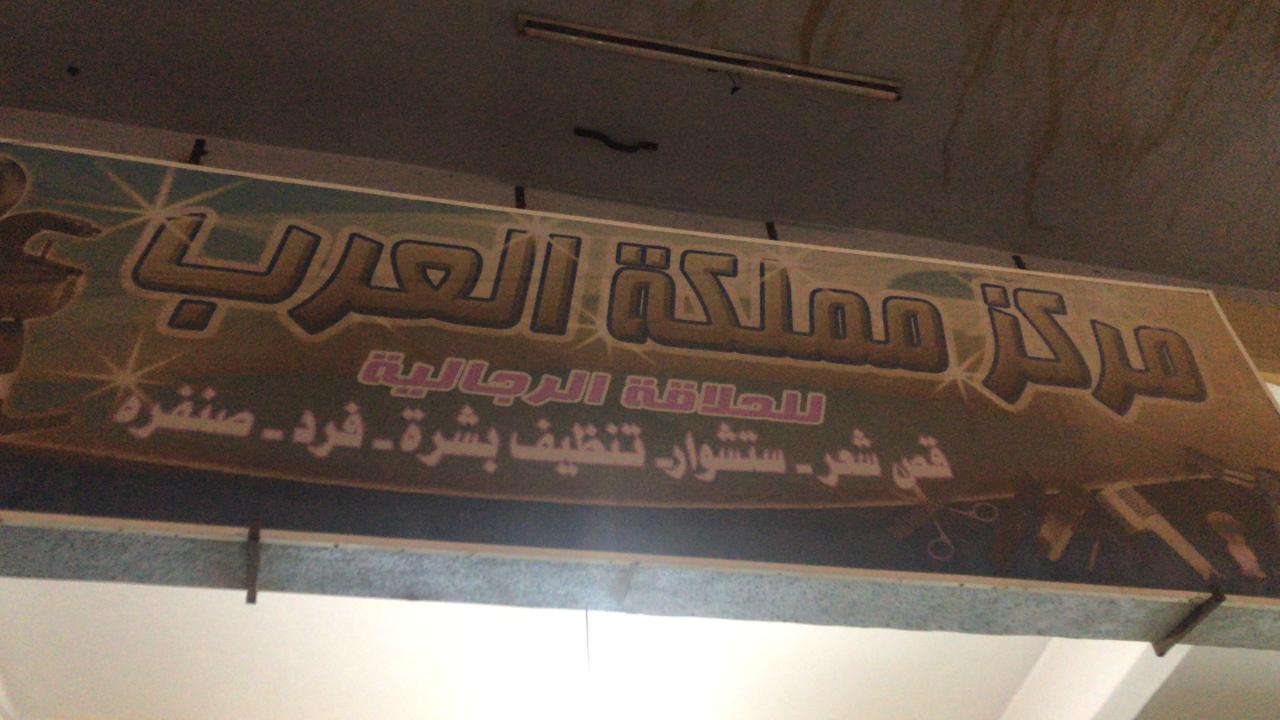 مركز مملكة العرب
للحلاقة الرجالية
قص شعر - ستشوار - تنظيف بشرة - فرد - صنفره